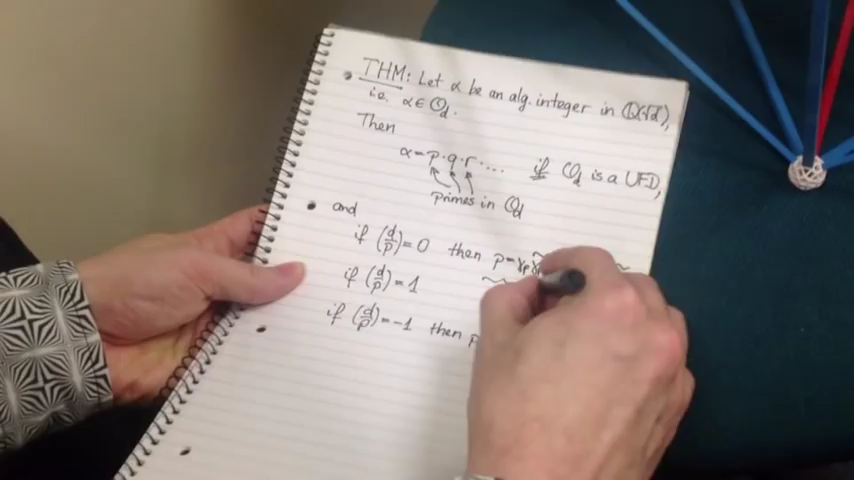 • THM: Let α be an alg. integer in Q(√d),
i.e. α ∈ O_d.
Then
α = p · q · r · .... if O_d is a UFD,
primes in O_d
• and
if (d/p) = 0 then p = γ_p
if (d/p) = 1
if (d/p) = -1 then p